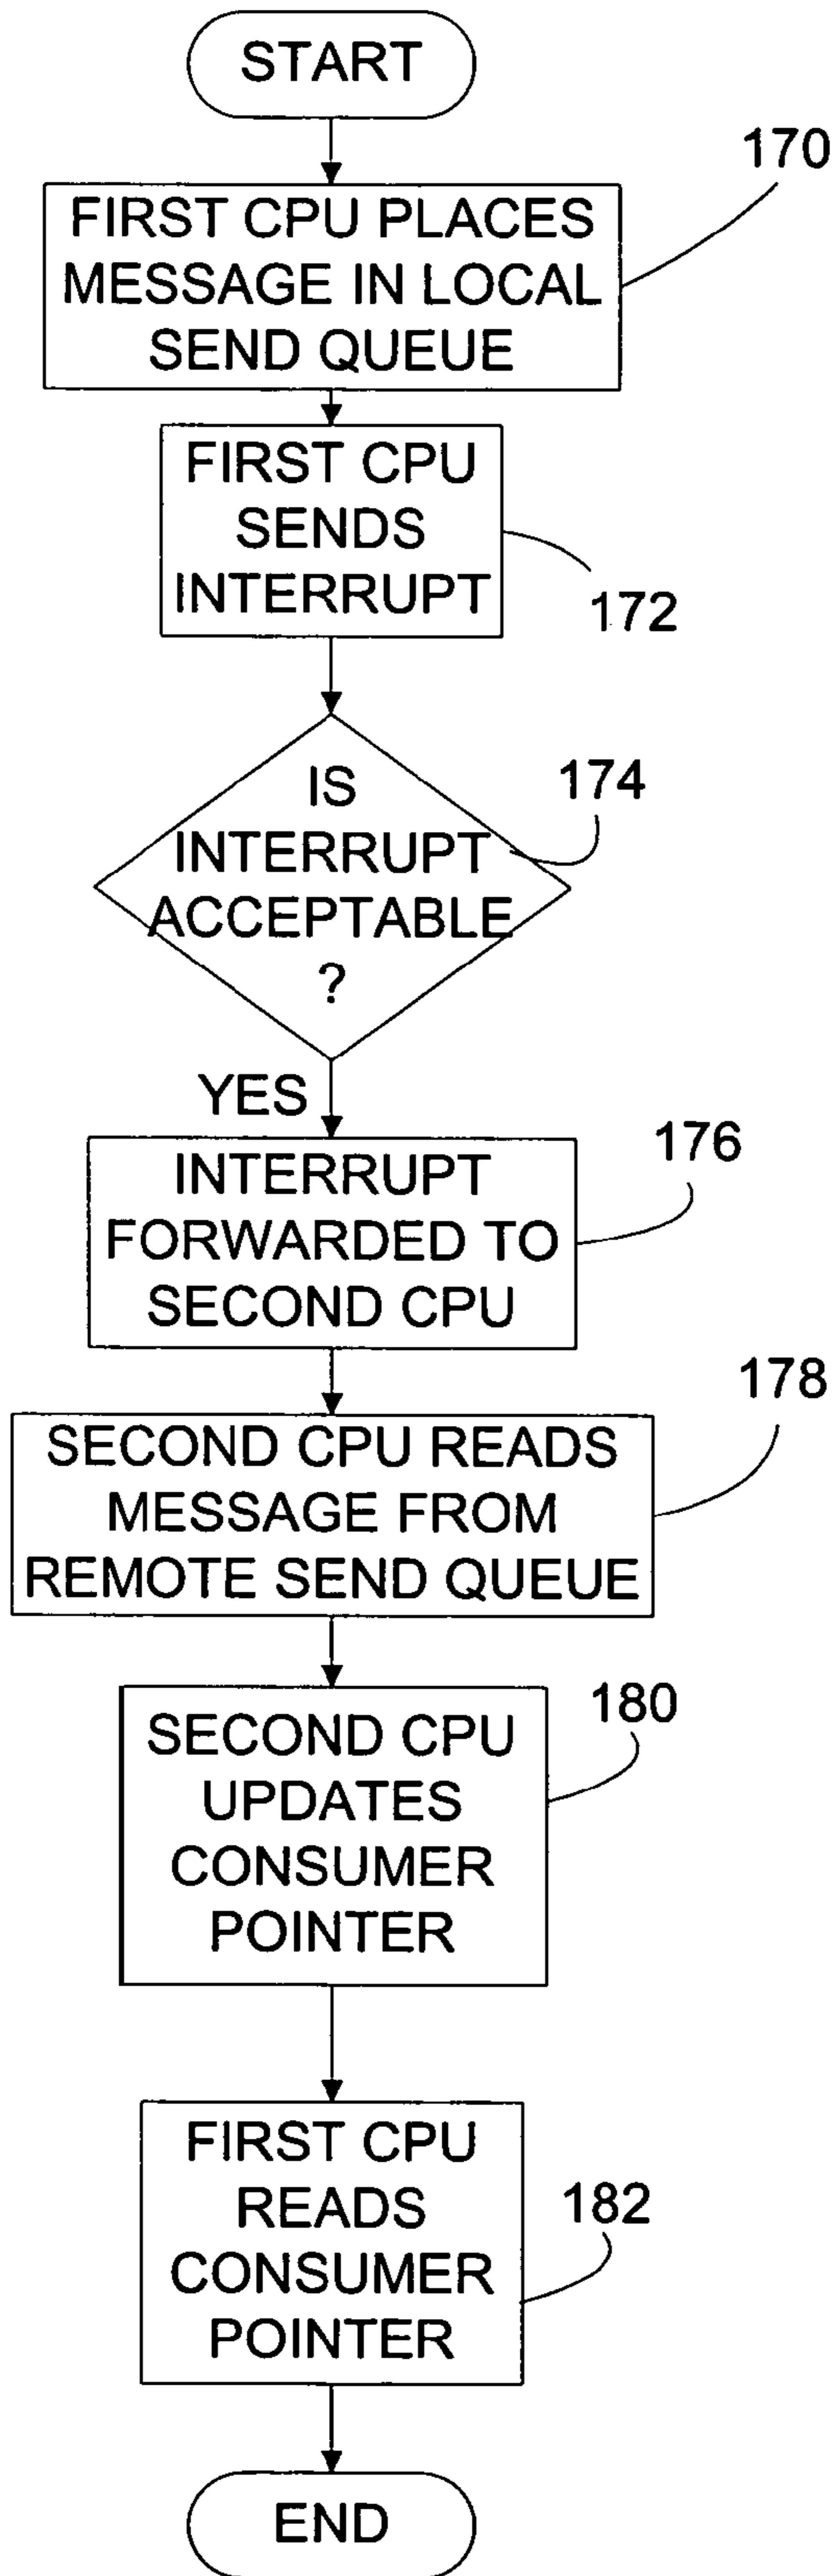 START
170
FIRST CPU PLACES
MESSAGE IN LOCAL
SEND QUEUE
FIRST CPU
SENDS
INTERRUPT
172
IS
INTERRUPT
ACCEPTABLE
?
174
YES
INTERRUPT
FORWARDED TO
SECOND CPU
176
SECOND CPU READS
MESSAGE FROM
REMOTE SEND QUEUE
178
SECOND CPU
UPDATES
CONSUMER
POINTER
180
FIRST CPU
READS
CONSUMER
POINTER
182
END